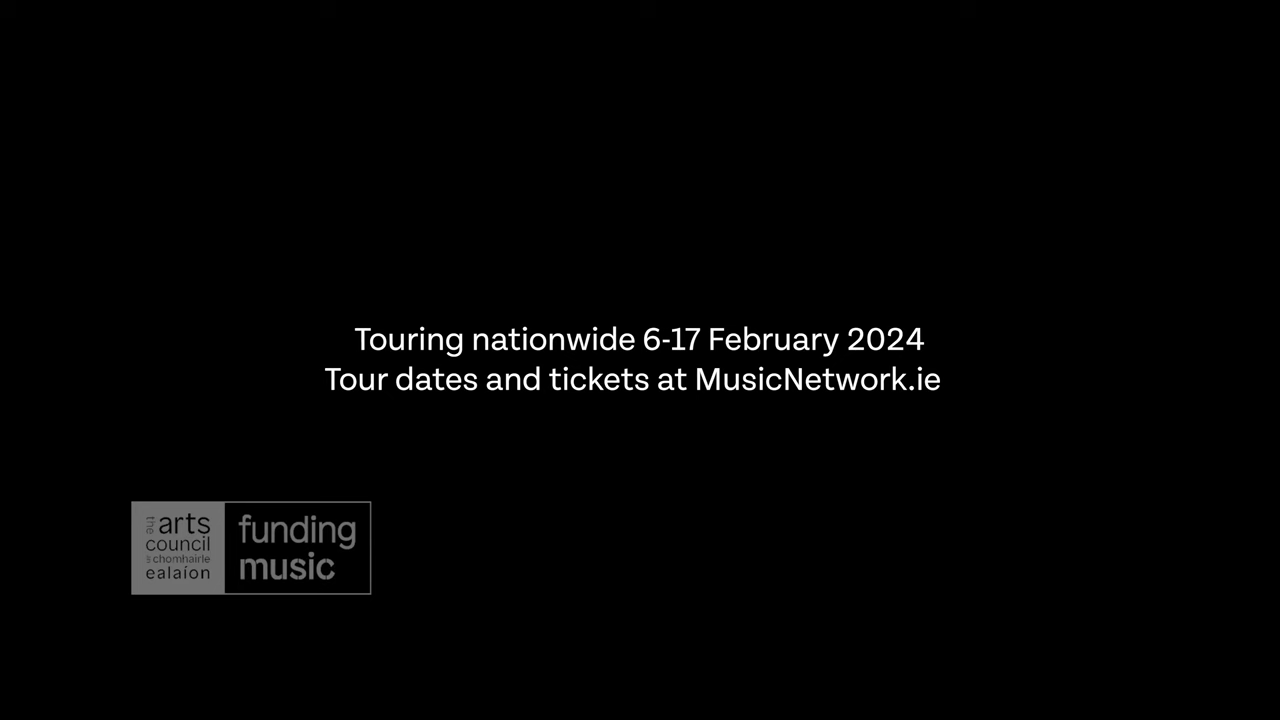 Touring nationwide 6-17 February 2024
Tour dates and tickets at MusicNetwork.ie
the arts
council
chomhairle
ealaíon
funding
music